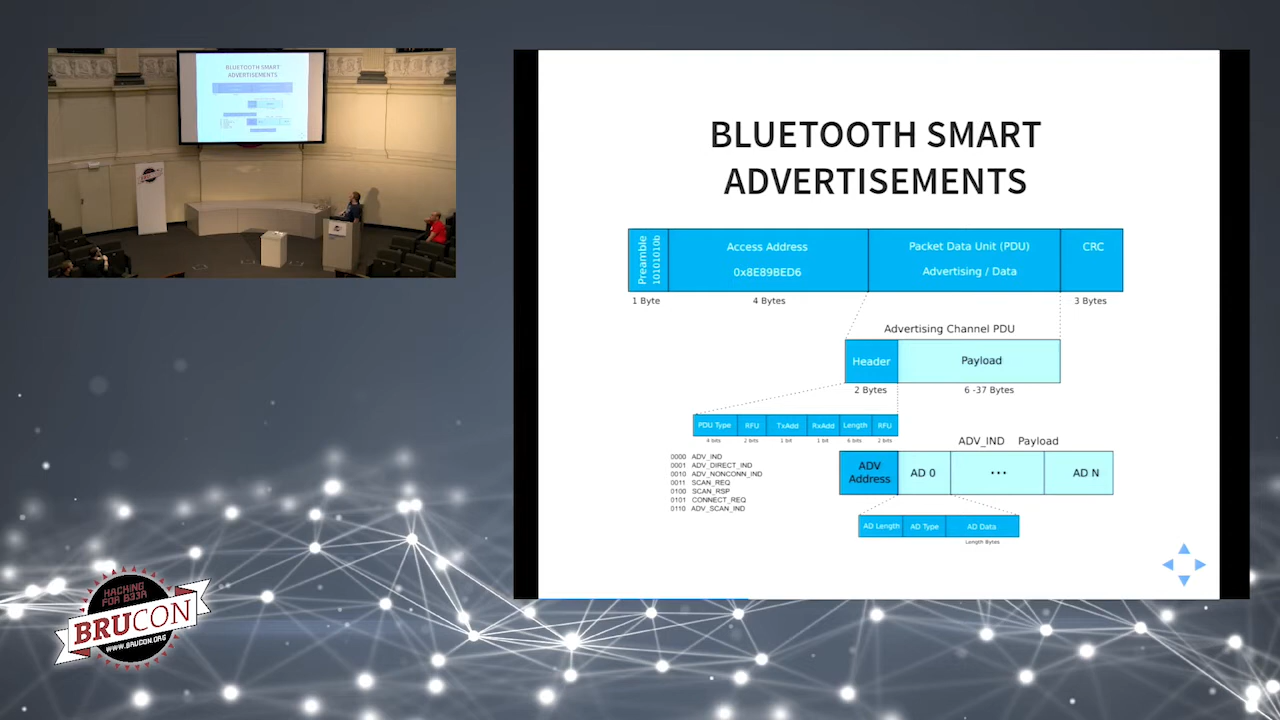 BLUETOOTH SMART
ADVERTISEMENTS
BLUETOOTH SMART
ADVERTISEMENTS
Preamble
10101010b
Access Address
0x8E89BED6
Packet Data Unit (PDU)
Advertising / Data
CRC
1 Byte
4 Bytes
3 Bytes
Advertising Channel PDU
Header
Payload
2 Bytes
6 -37 Bytes
PDU Type
RFU
TxAdd
RxAdd
Length
RFU
4 bits
2 bits
1 bit
1 bit
6 bits
2 bits
0000 ADV_IND
0001 ADV_DIRECT_IND
0010 ADV_NONCONN_IND
0011 SCAN_REQ
0100 SCAN_RSP
0101 CONNECT_REQ
0110 ADV_SCAN_IND
ADV_IND Payload
ADV
Address
AD 0
...
AD N
AD Length
AD Type
AD Data
Length Bytes
HACKING
FOR B33R
BRUCON
WWW.BRUCON.ORG